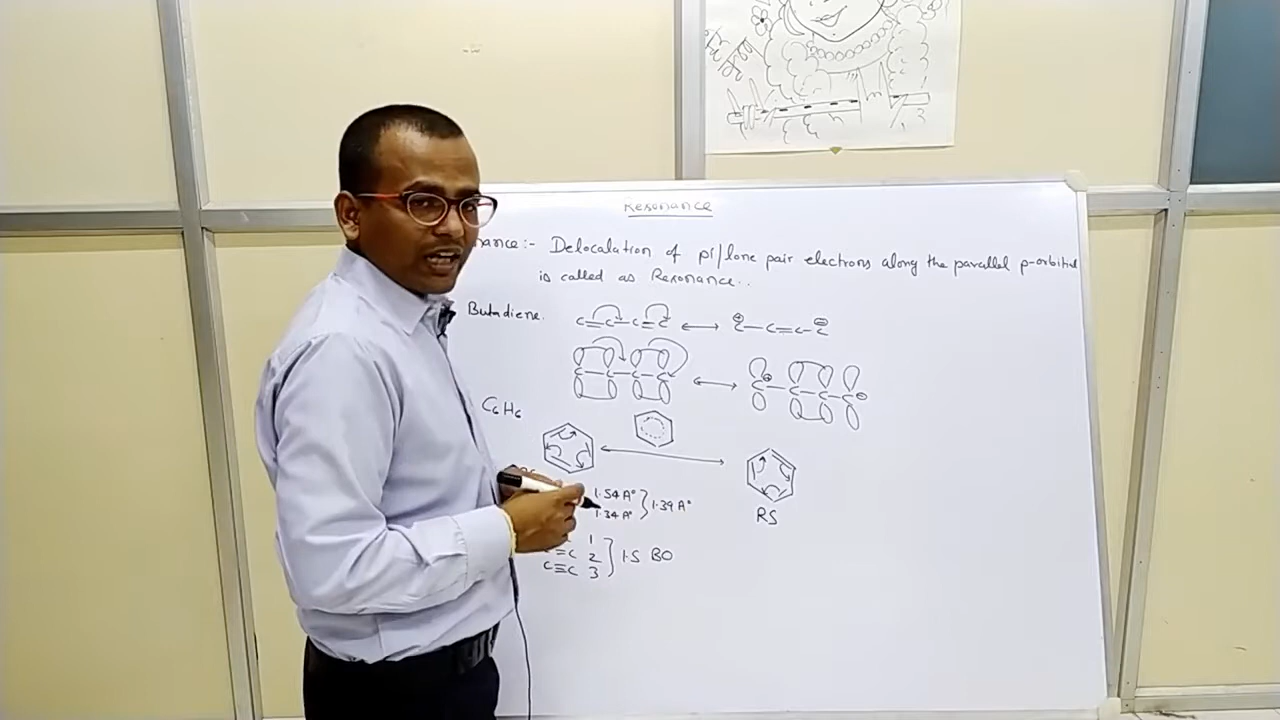 Resonance
nance:- Delocalation of pi/lone pair electrons along the parallel p-orbital
is called as Resonance..
Butadiene.
C=C-C=C ↔ C⊕-C=C-C⊖
C-C-C-C ↔ C⊕-C-C-C⊖
C6H6
1.54 A° } 1.39 A°
1.34 A°
RS
1
=C 2 } 1.5 BO
C≡C 3